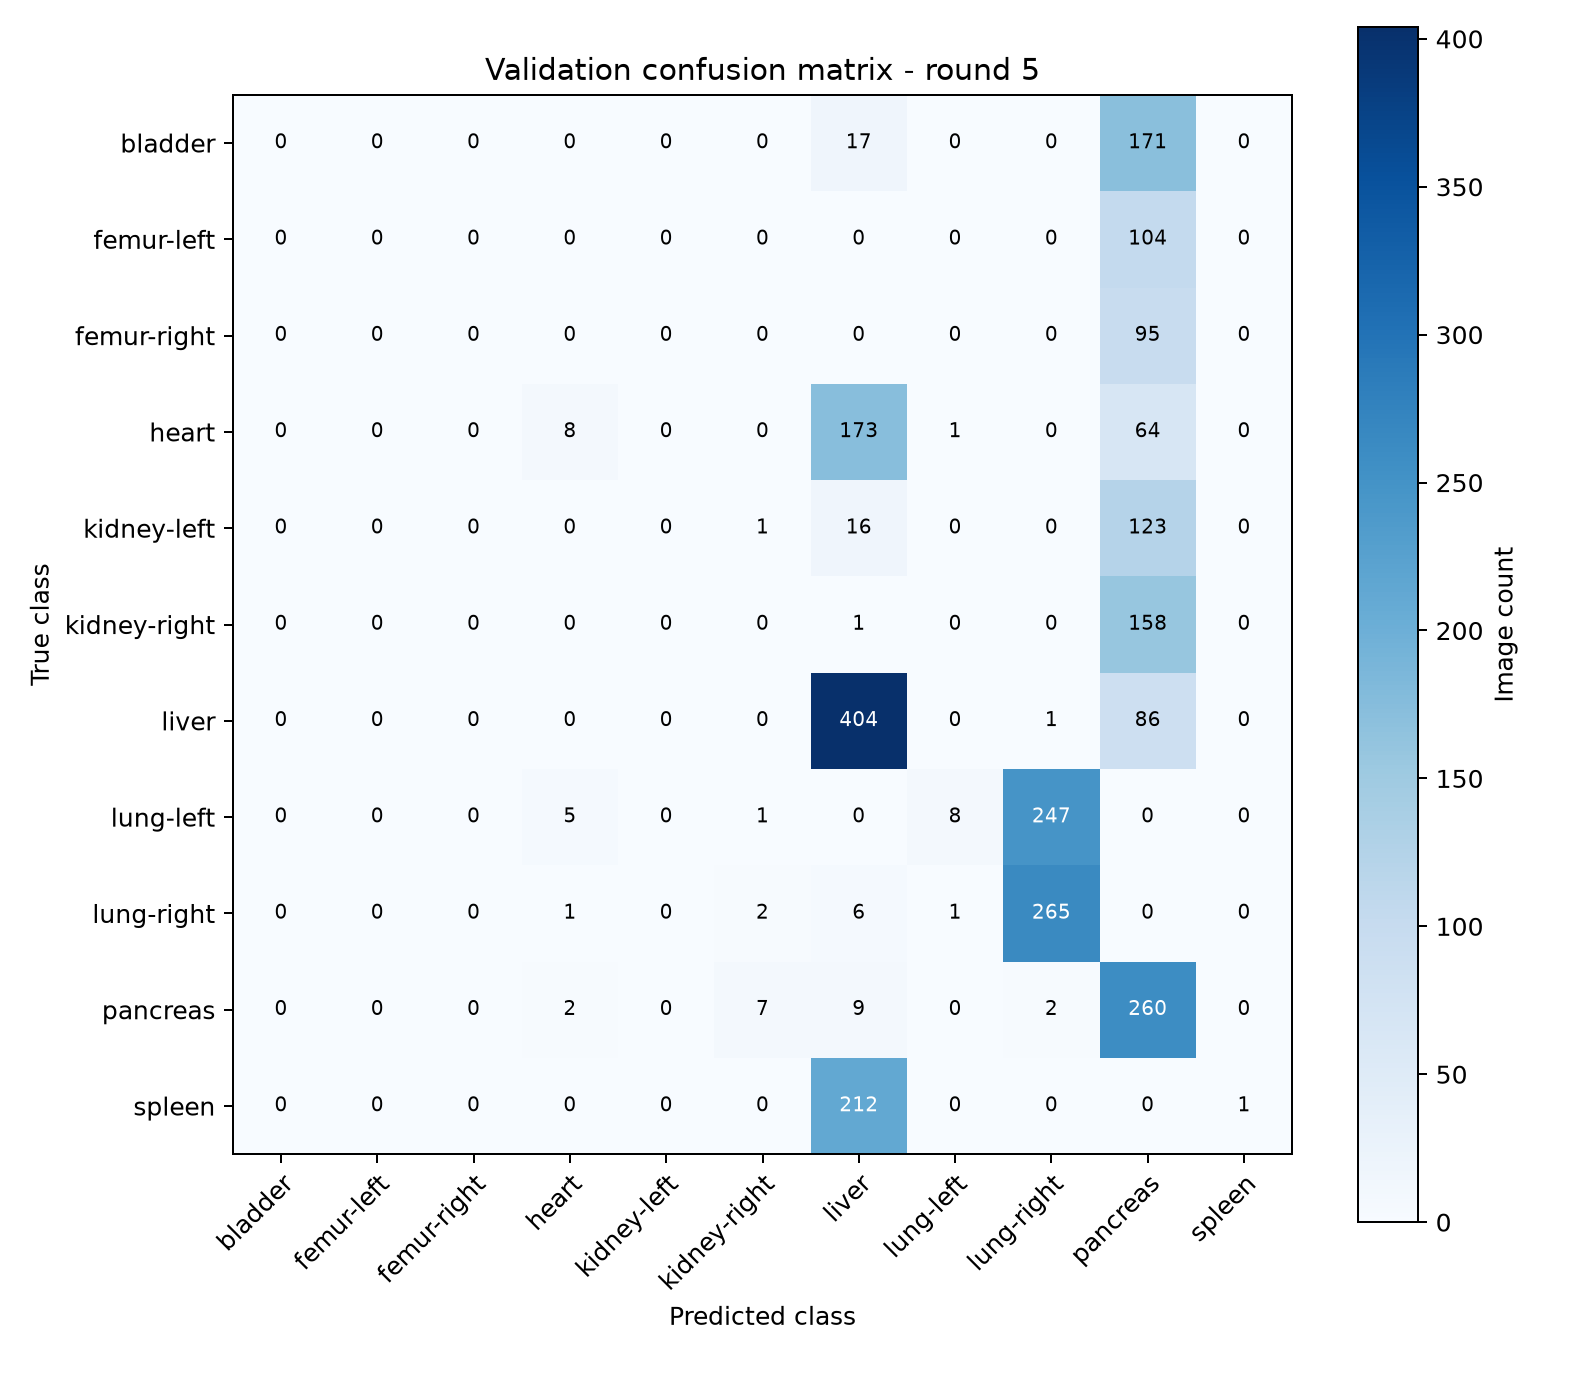 Validation confusion matrix - round 5
True class
bladder 0 0 0 0 0 0 17 0 0 171 0
femur-left 0 0 0 0 0 0 0 0 0 104 0
femur-right 0 0 0 0 0 0 0 0 0 95 0
heart 0 0 0 8 0 0 173 1 0 64 0
kidney-left 0 0 0 0 0 1 16 0 0 123 0
kidney-right 0 0 0 0 0 0 1 0 0 158 0
liver 0 0 0 0 0 0 404 0 1 86 0
lung-left 0 0 0 5 0 1 0 8 247 0 0
lung-right 0 0 0 1 0 2 6 1 265 0 0
pancreas 0 0 0 2 0 7 9 0 2 260 0
spleen 0 0 0 0 0 0 212 0 0 0 1
bladder femur-left femur-right heart kidney-left kidney-right liver lung-left lung-right pancreas spleen
Predicted class
400
350
300
250
200
150
100
50
0
Image count